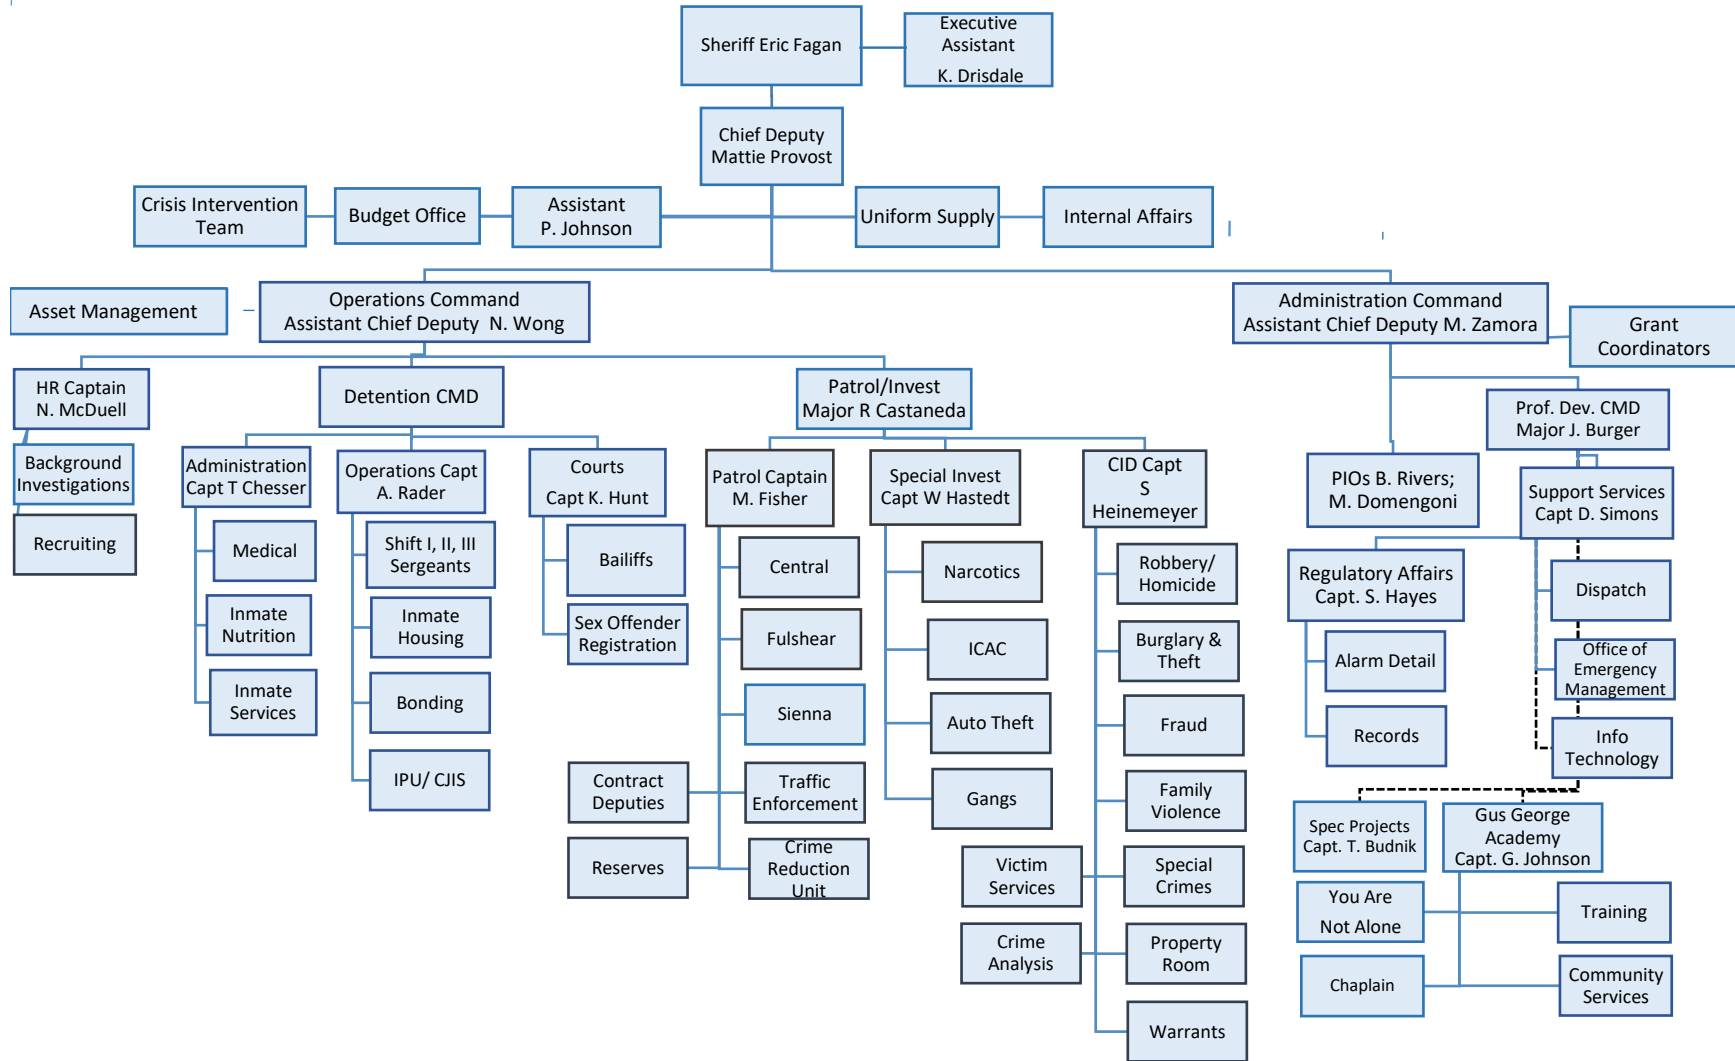 Sheriff Eric Fagan
Executive
Assistant
K. Drisdale
Chief Deputy
Mattie Provost
Crisis Intervention
Team
Budget Office
Assistant
P. Johnson
Uniform Supply
Internal Affairs
Asset Management
Operations Command
Assistant Chief Deputy N. Wong
Administration Command
Assistant Chief Deputy M. Zamora
Grant
Coordinators
HR Captain
N. McDuell
Detention CMD
Patrol/Invest
Major R Castaneda
Prof. Dev. CMD
Major J. Burger
Background
Investigations
Recruiting
Administration
Capt T Chesser
Medical
Inmate
Nutrition
Inmate
Services
Operations Capt
A. Rader
Shift I, II, III
Sergeants
Inmate
Housing
Bonding
IPU/ CJIS
Courts
Capt K. Hunt
Bailiffs
Sex Offender
Registration
Patrol Captain
M. Fisher
Central
Fulshear
Sienna
Contract
Deputies
Traffic
Enforcement
Reserves
Crime
Reduction
Unit
Special Invest
Capt W Hastedt
Narcotics
ICAC
Auto Theft
Gangs
CID Capt
S
Heinemeyer
Robbery/
Homicide
Burglary &
Theft
Fraud
Family
Violence
Victim
Services
Special
Crimes
Crime
Analysis
Property
Room
Warrants
PIOs B. Rivers;
M. Domengoni
Support Services
Capt D. Simons
Regulatory Affairs
Capt. S. Hayes
Alarm Detail
Records
Dispatch
Office of
Emergency
Management
Info
Technology
Spec Projects
Capt. T. Budnik
Gus George
Academy
Capt. G. Johnson
You Are
Not Alone
Training
Chaplain
Community
Services